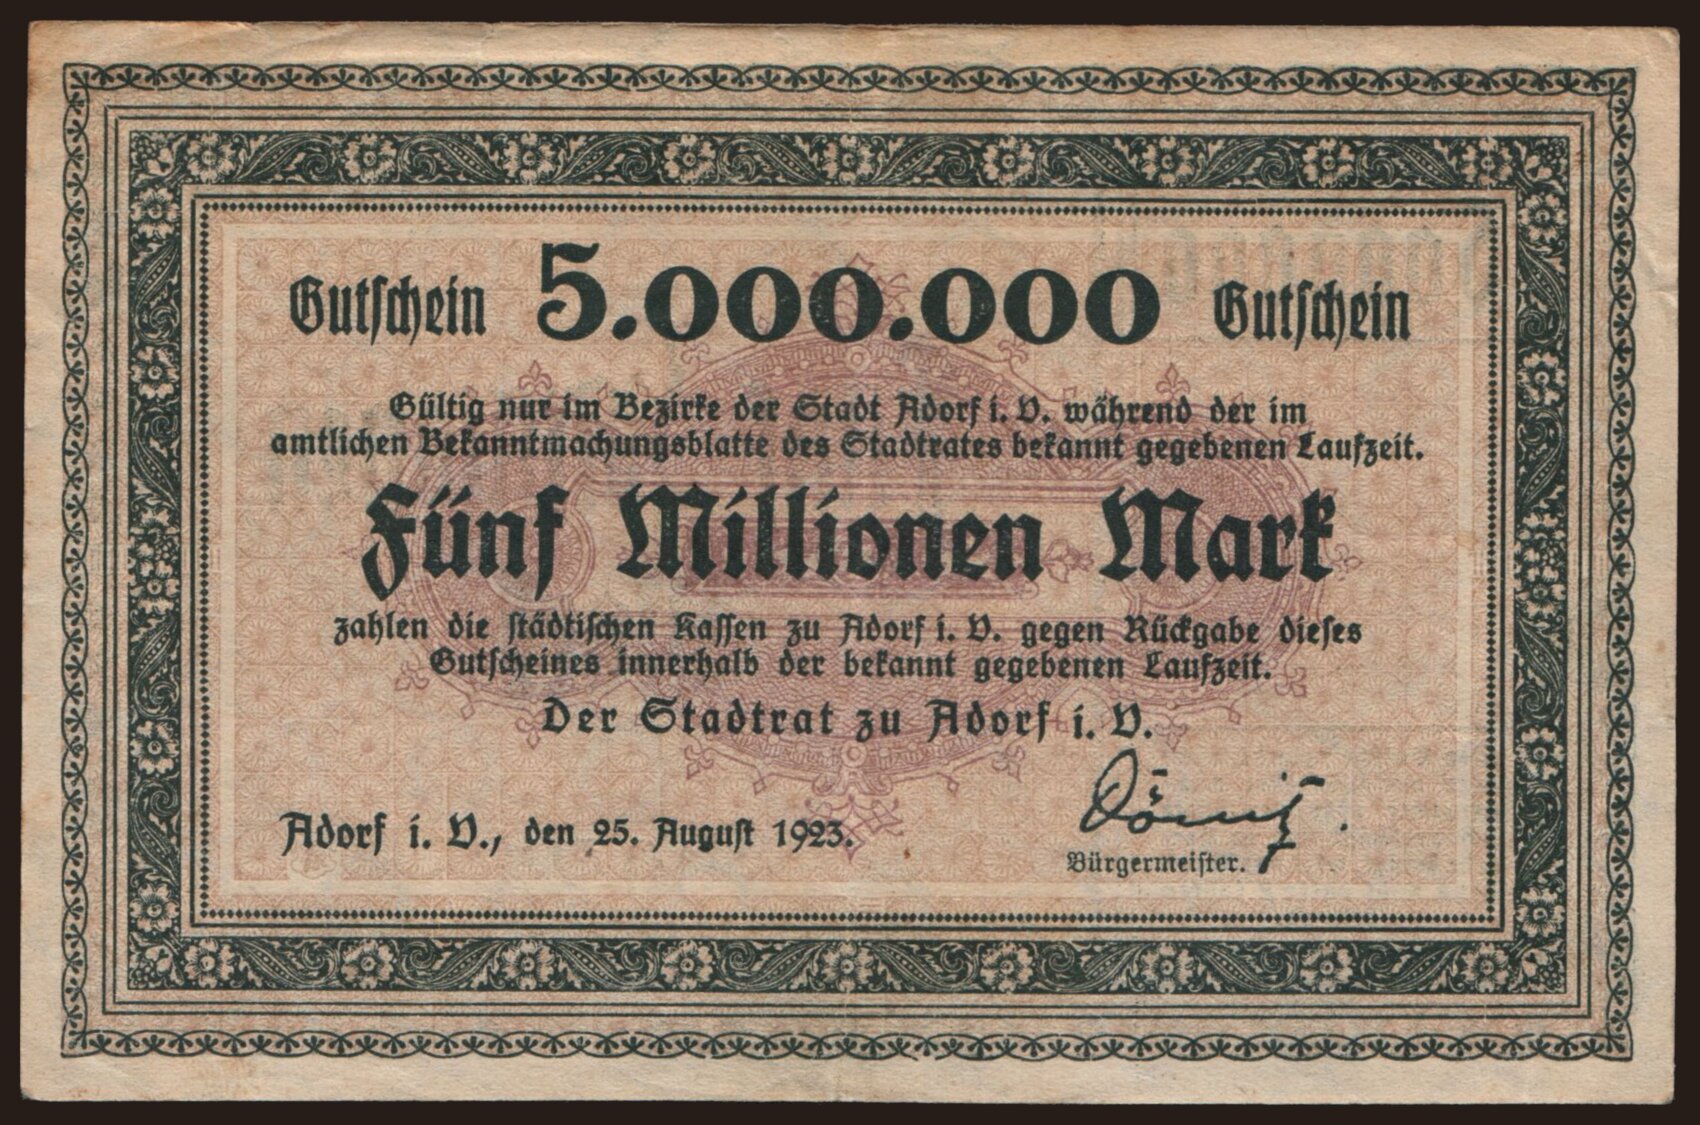 Gutschein 5.000.000 Gutschein
Gültig nur im Bezirke der Stadt Adorf i. V. während der im
amtlichen Bekanntmachungsblatte des Stadtrates bekannt gegebenen Laufzeit.
Fünf Millionen Mark
zahlen die städtischen Kassen zu Adorf i. V. gegen Rückgabe dieses
Gutscheines innerhalb der bekannt gegebenen Laufzeit.
Der Stadtrat zu Adorf i. V.
Adorf i. V., den 25. August 1923.
Bürgermeister.